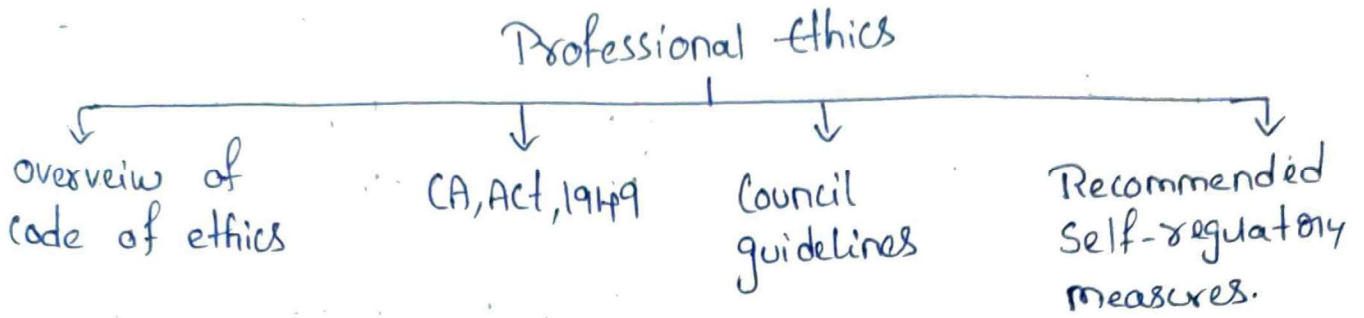 Professional Ethics
overveiw of
code of ethics
CA, Act, 1949
Council
guidelines
Recommended
Self-regulatory
measures.